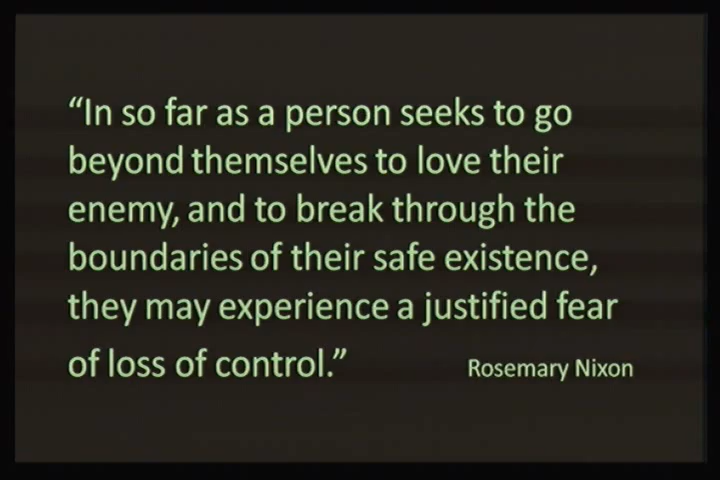 “In so far as a person seeks to go
beyond themselves to love their
enemy, and to break through the
boundaries of their safe existence,
they may experience a justified fear
of loss of control.” Rosemary Nixon